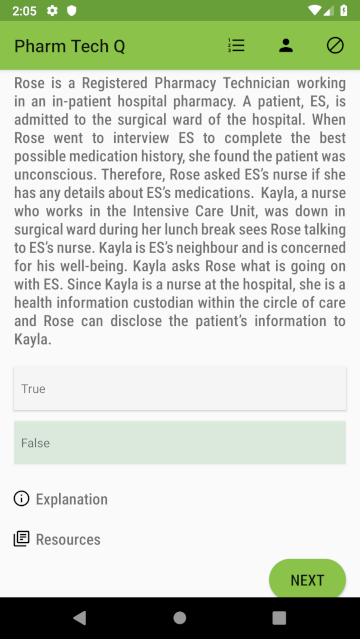 2:05
Pharm Tech Q
Rose is a Registered Pharmacy Technician working
in an in-patient hospital pharmacy. A patient, ES, is
admitted to the surgical ward of the hospital. When
Rose went to interview ES to complete the best
possible medication history, she found the patient was
unconscious. Therefore, Rose asked ES's nurse if she
has any details about ES's medications. Kayla, a nurse
who works in the Intensive Care Unit, was down in
surgical ward during her lunch break sees Rose talking
to ES's nurse. Kayla is ES's neighbour and is concerned
for his well-being. Kayla asks Rose what is going on
with ES. Since Kayla is a nurse at the hospital, she is a
health information custodian within the circle of care
and Rose can disclose the patient's information to
Kayla.
True
False
Explanation
Resources
NEXT